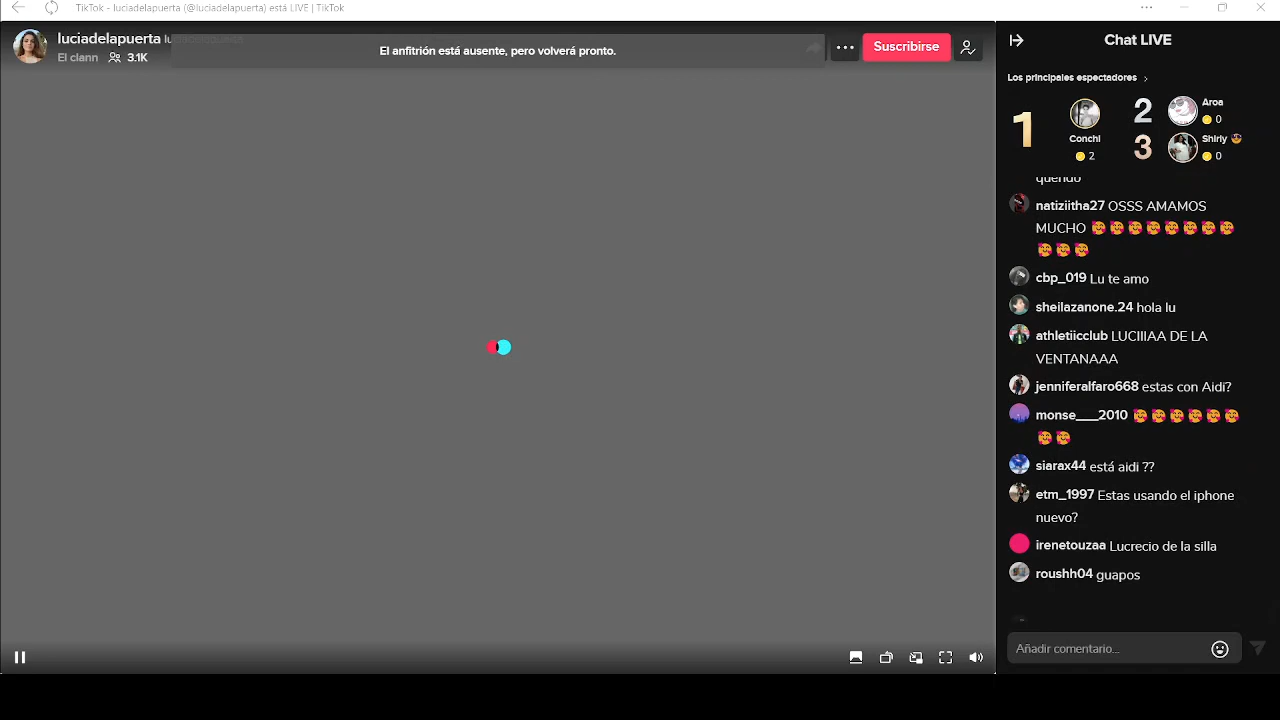 TikTok - luciadelapuerta (@luciadelapuerta) está LIVE | TikTok
luciadelapuerta
El clann 3.1K
El anfitrión está ausente, pero volverá pronto.
Suscribirse
Chat LIVE
Los principales espectadores
1
Conchi
2
2
Aroa
0
3
Shirly
0
querido
natiziitha27 OSSS AMAMOS
MUCHO
cbp_019 Lu te amo
sheilazanone.24 hola lu
athletiicclub LUCIIIAA DE LA
VENTANAAA
jenniferalfaro668 estas con Aidi?
monse___2010
siarax44 está aidi ??
etm_1997 Estas usando el iphone
nuevo?
irenetouzaa Lucrecio de la silla
roushh04 guapos
Añadir comentario...